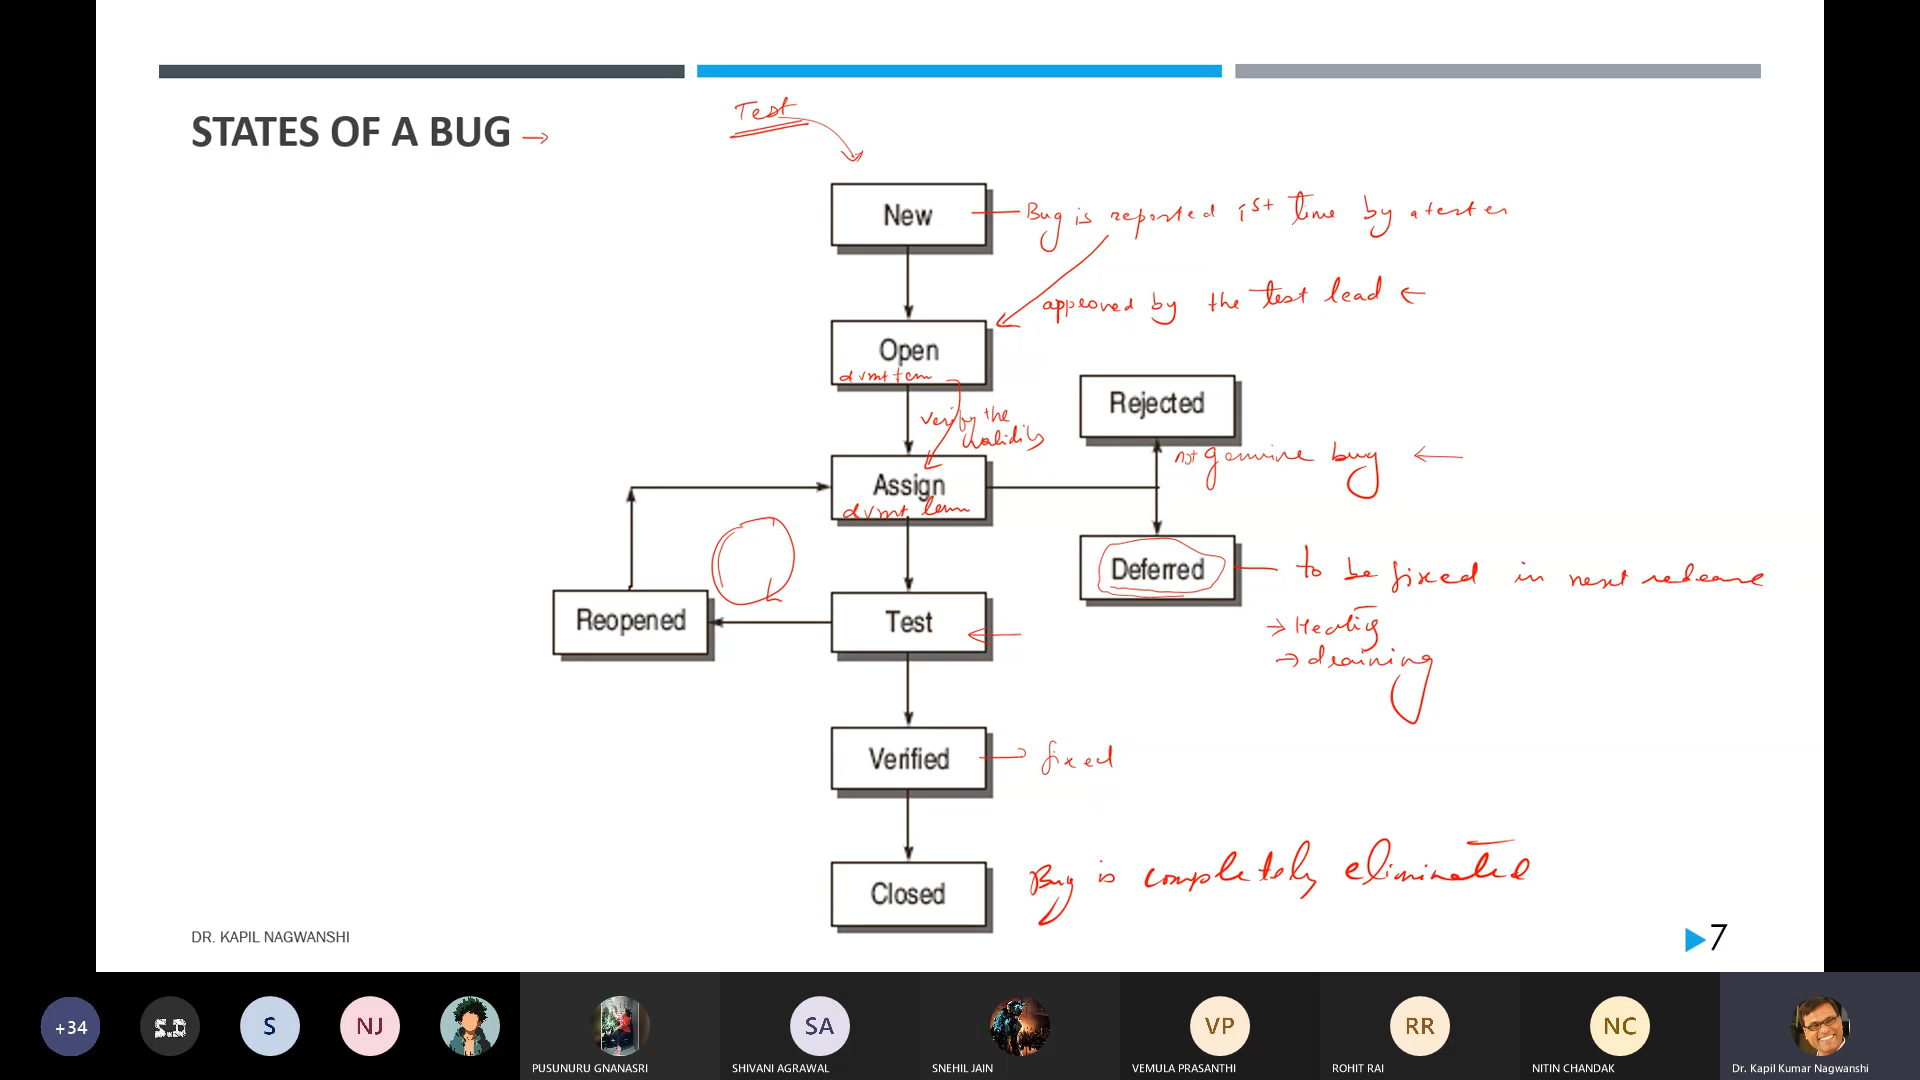 STATES OF A BUG →
Test
New
Bug is reported 1st time by a tester
approved by the test lead ←
Open
dvmt team
verify the
validity
Rejected
not genuine bug ←
Assign
dvmt team
Deferred
to be fixed in next release
Reopened
Test
→ Heating
→ draining
Verified
fixed
Closed
Bug is completely eliminated
DR. KAPIL NAGWANSHI
7
+34
S.D
S
NJ
SA
VP
RR
NC
PUSUNURU GNANASRI
SHIVANI AGRAWAL
SNEHIL JAIN
VEMULA PRASANTHI
ROHIT RAI
NITIN CHANDAK
Dr. Kapil Kumar Nagwanshi